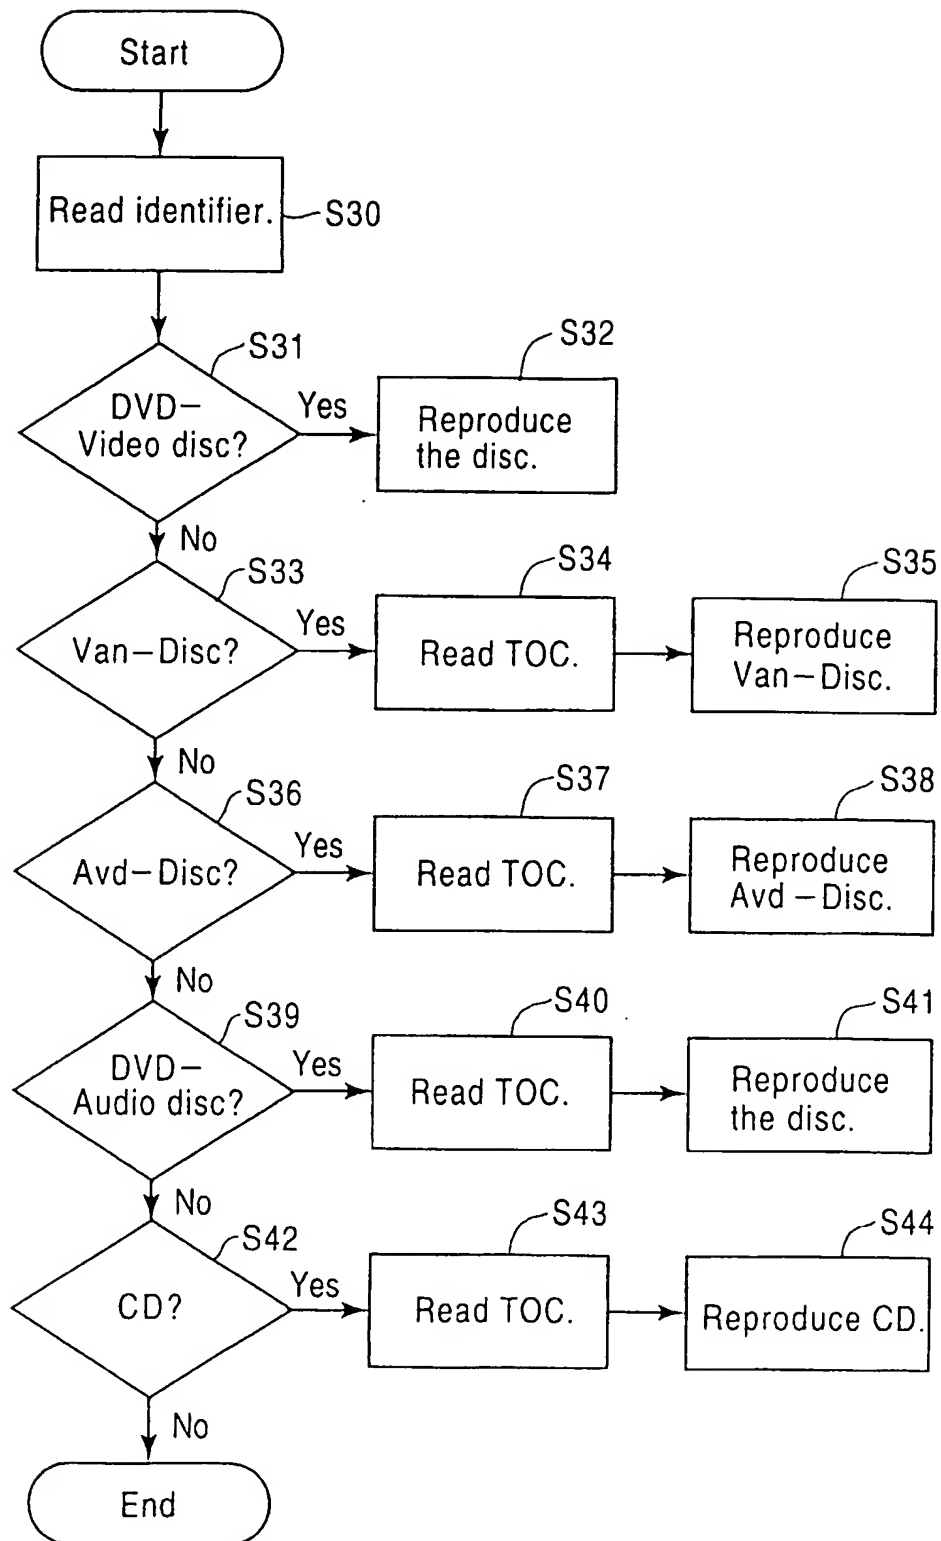 Start
Read identifier.
S30
S31
DVD—
Video disc?
Yes
S32
Reproduce
the disc.
No
S33
Van—Disc?
Yes
S34
Read TOC.
S35
Reproduce
Van—Disc.
No
S36
Avd—Disc?
Yes
S37
Read TOC.
S38
Reproduce
Avd—Disc.
No
S39
DVD—
Audio disc?
Yes
S40
Read TOC.
S41
Reproduce
the disc.
No
S42
CD?
Yes
S43
Read TOC.
S44
Reproduce CD.
No
End